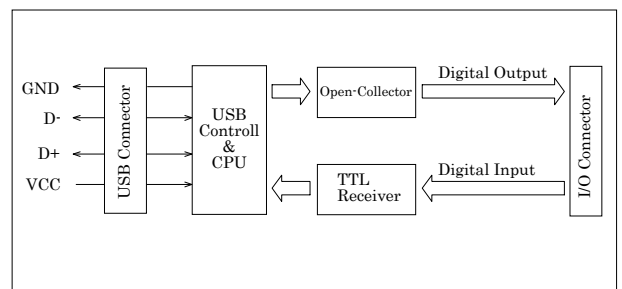 GND
D-
D+
VCC
USB Connector
USB
Controll
&
CPU
Open-Collector
TTL
Receiver
Digital Output
Digital Input
I/O Connector